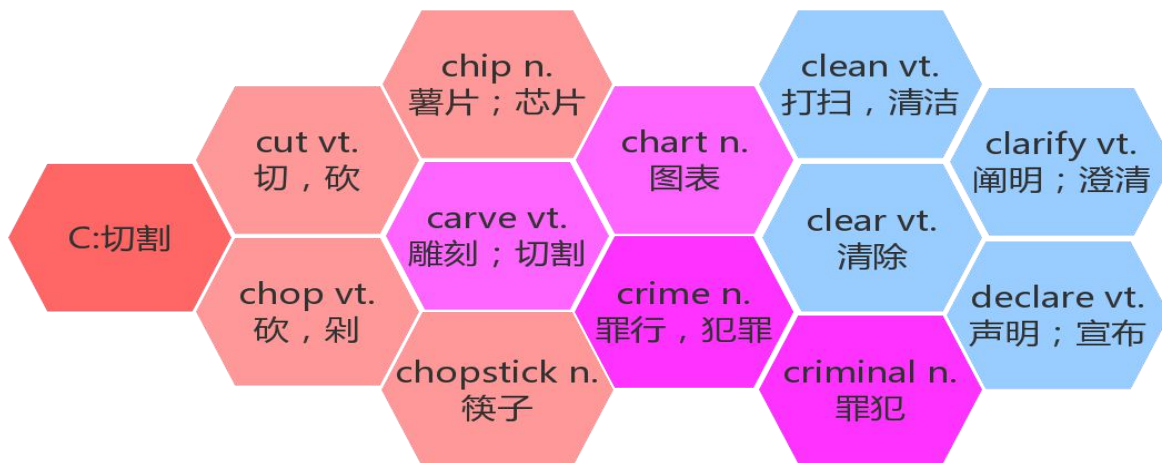 C:切割
cut vt.
切，砍
chop vt.
砍，剁
chip n.
薯片；芯片
carve vt.
雕刻；切割
chopstick n.
筷子
chart n.
图表
crime n.
罪行，犯罪
clean vt.
打扫，清洁
clear vt.
清除
criminal n.
罪犯
clarify vt.
阐明；澄清
declare vt.
声明；宣布